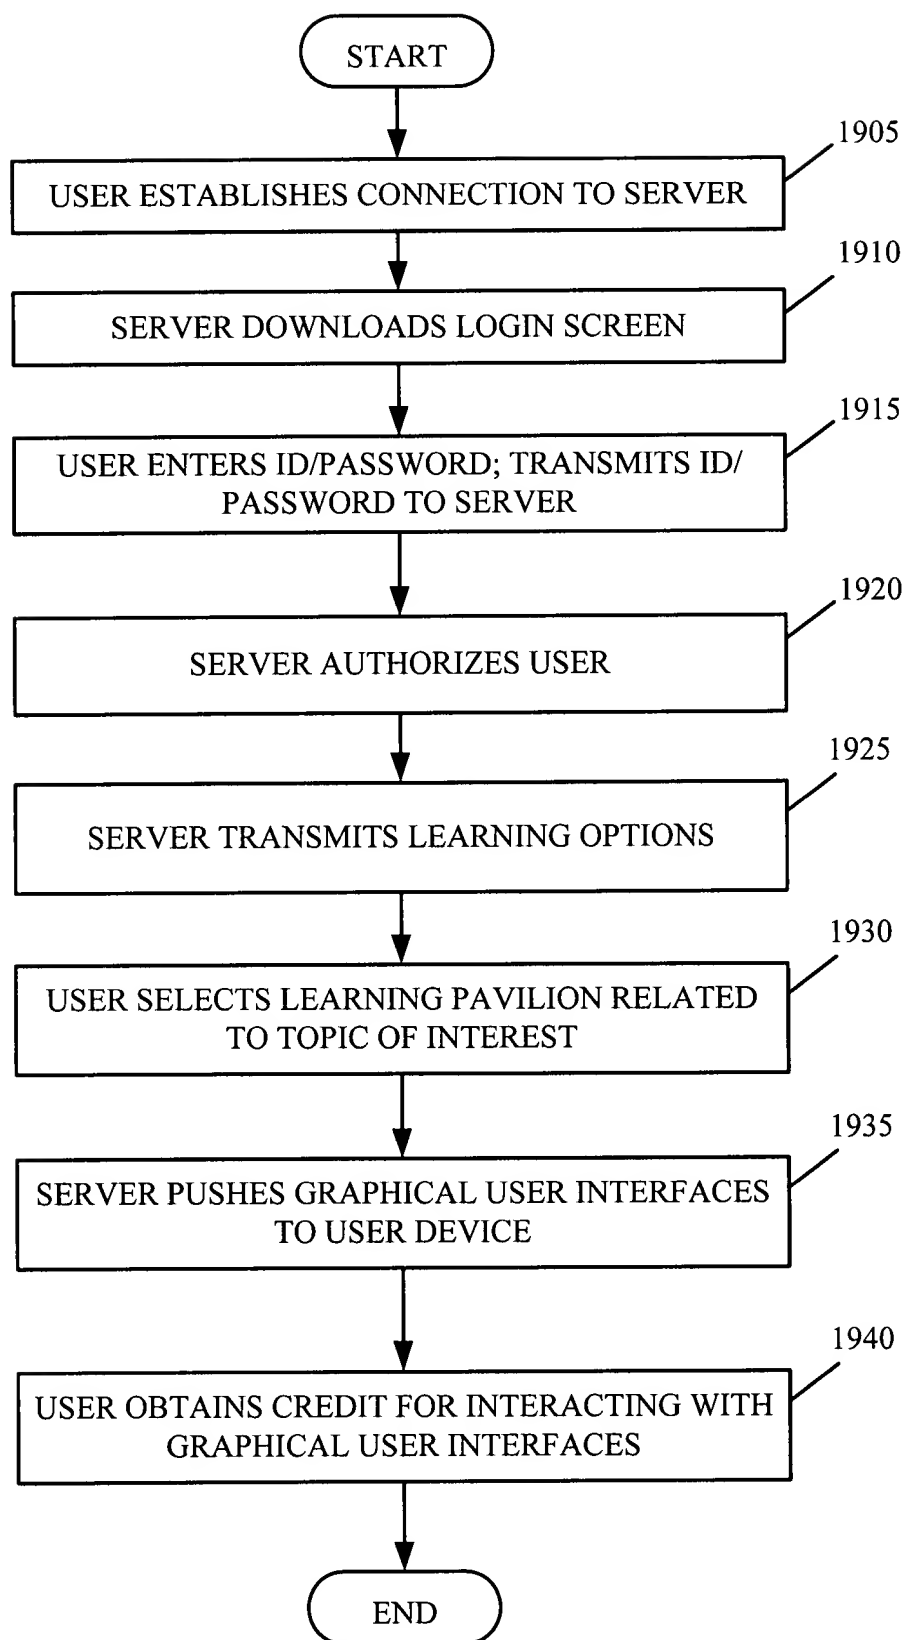 START
1905
USER ESTABLISHES CONNECTION TO SERVER
1910
SERVER DOWNLOADS LOGIN SCREEN
1915
USER ENTERS ID/PASSWORD; TRANSMITS ID/
PASSWORD TO SERVER
1920
SERVER AUTHORIZES USER
1925
SERVER TRANSMITS LEARNING OPTIONS
1930
USER SELECTS LEARNING PAVILION RELATED
TO TOPIC OF INTEREST
1935
SERVER PUSHES GRAPHICAL USER INTERFACES
TO USER DEVICE
1940
USER OBTAINS CREDIT FOR INTERACTING WITH
GRAPHICAL USER INTERFACES
END